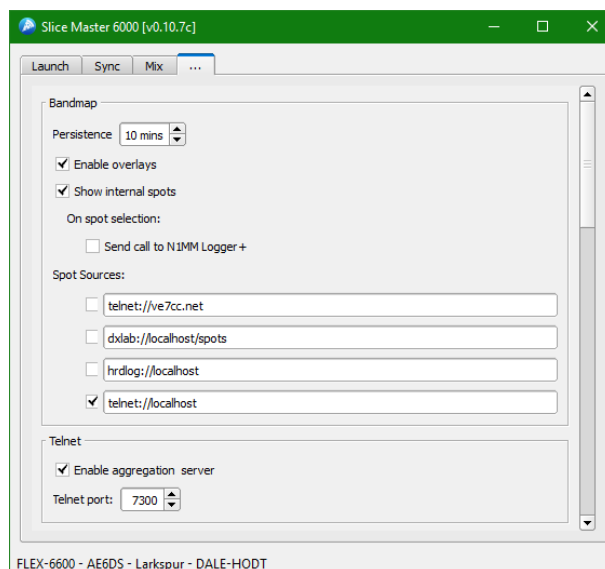 Slice Master 6000 [v0.10.7c]
Launch Sync Mix ...
Bandmap
Persistence 10 mins
Enable overlays
Show internal spots
On spot selection:
Send call to N1MM Logger+
Spot Sources:
telnet://ve7cc.net
dxlab://localhost/spots
hrdlog://localhost
telnet://localhost
Telnet
Enable aggregation server
Telnet port: 7300
FLEX-6600 - AE6DS - Larkspur - DALE-HODT